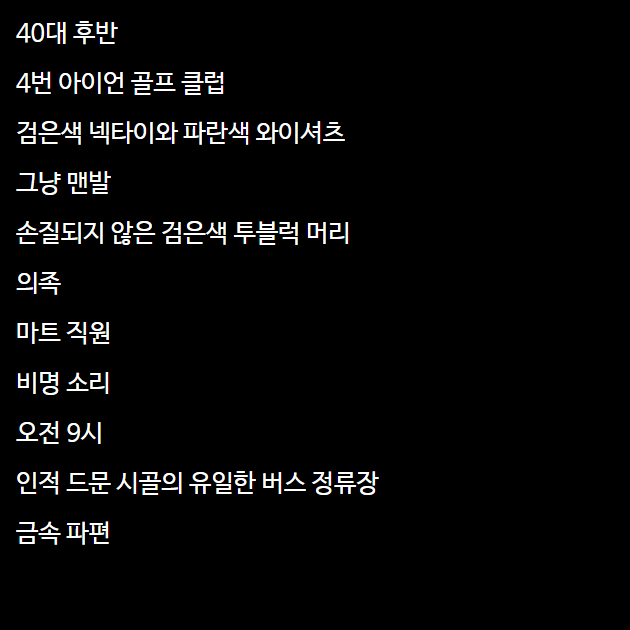 40대 후반
4번 아이언 골프 클럽
검은색 넥타이와 파란색 와이셔츠
그냥 맨발
손질되지 않은 검은색 투블럭 머리
의족
마트 직원
비명 소리
오전 9시
인적 드문 시골의 유일한 버스 정류장
금속 파편